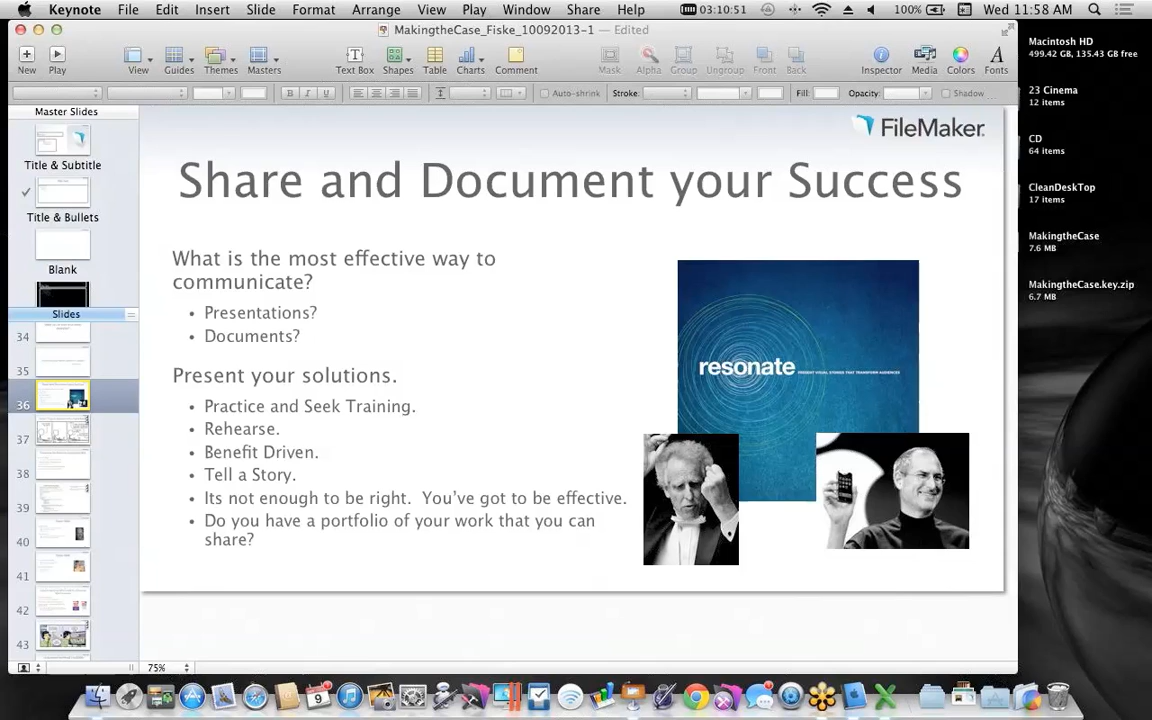 Keynote File Edit Insert Slide Format Arrange View Play Window Share Help 03:10:51 100% Wed 11:58 AM
MakingtheCase_Fiske_10092013-1 — Edited
New Play View Guides Themes Masters Text Box Shapes Table Charts Comment Mask Alpha Group Ungroup Front Back Inspector Media Colors Fonts
B I U Auto-shrink Stroke: Fill: Opacity: Shadow
Master Slides
Title & Subtitle
Title & Bullets
Blank
Slides
34
35
36
37
38
39
40
41
42
43
FileMaker
Share and Document your Success
What is the most effective way to
communicate?
• Presentations?
• Documents?
Present your solutions.
• Practice and Seek Training.
• Rehearse.
• Benefit Driven.
• Tell a Story.
• Its not enough to be right. You've got to be effective.
• Do you have a portfolio of your work that you can
share?
resonate PRESENT VISUAL STORIES THAT TRANSFORM AUDIENCES
75%
Macintosh HD
499.42 GB, 135.43 GB free
23 Cinema
12 items
CD
64 items
CleanDeskTop
17 items
MakingtheCase
7.6 MB
MakingtheCase.key.zip
6.7 MB
9